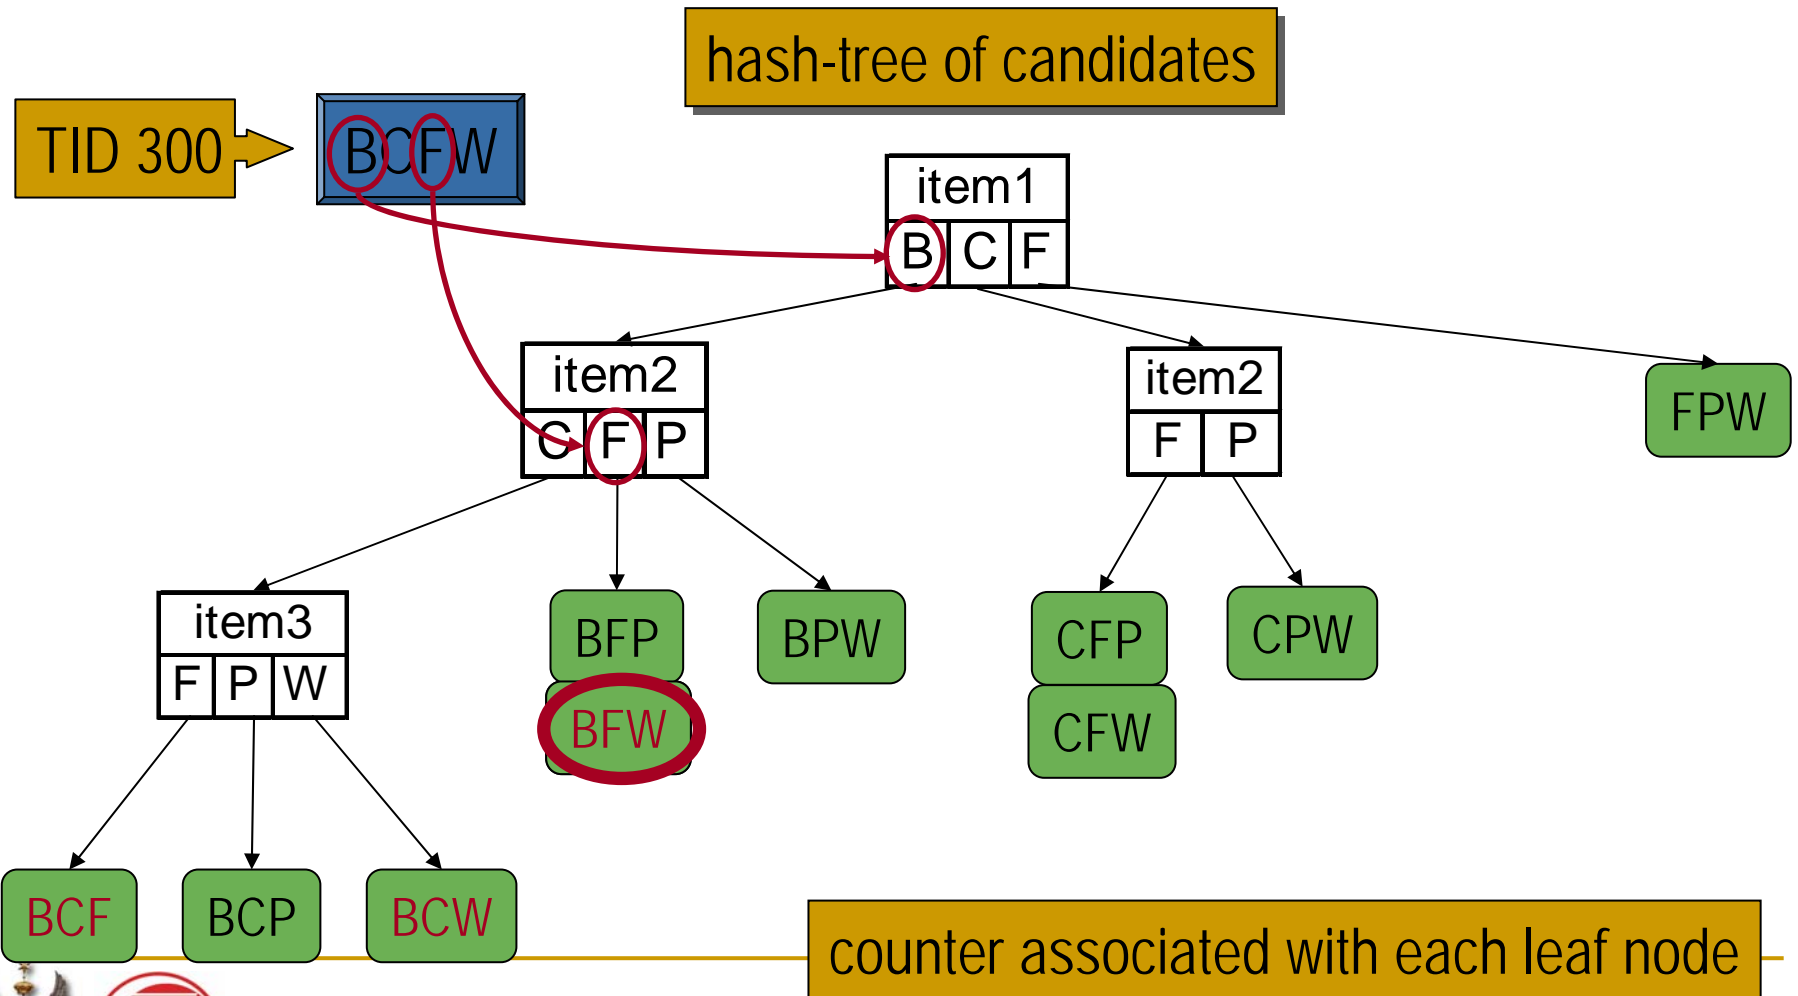 hash-tree of candidates
TID 300
BCFW
item1
B C F
item2
C F P
item2
F P
FPW
item3
F P W
BFP
BPW
CFP
CPW
BFW
CFW
BCF
BCP
BCW
counter associated with each leaf node